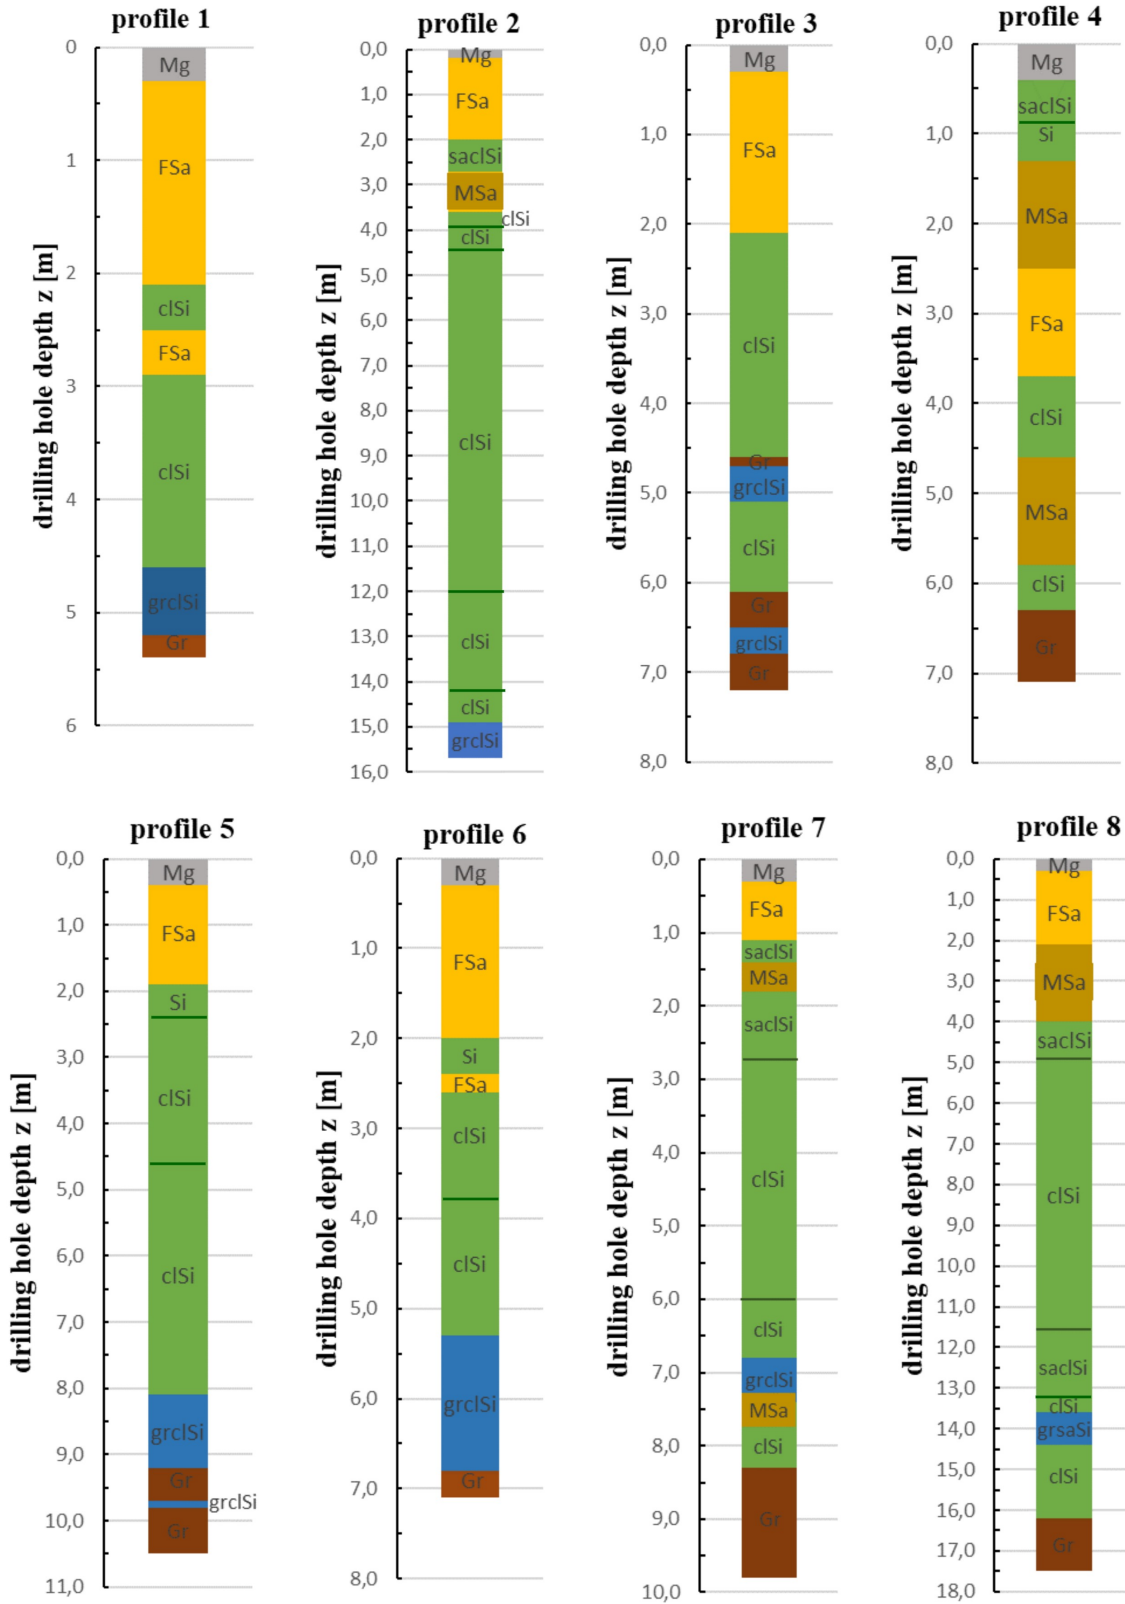 profile 1
0
1
2
3
4
5
6
drilling hole depth z [m]
Mg
FSa
clSi
FSa
clSi
grclSi
Gr
profile 2
0,0
1,0
2,0
3,0
4,0
5,0
6,0
7,0
8,0
9,0
10,0
11,0
12,0
13,0
14,0
15,0
16,0
drilling hole depth z [m]
Mg
FSa
saclSi
MSa
clSi
clSi
clSi
clSi
clSi
grclSi
profile 3
0,0
1,0
2,0
3,0
4,0
5,0
6,0
7,0
8,0
drilling hole depth z [m]
Mg
FSa
clSi
Gr
grclSi
clSi
Gr
grclSi
Gr
profile 4
0,0
1,0
2,0
3,0
4,0
5,0
6,0
7,0
8,0
drilling hole depth z [m]
Mg
saclSi
Si
MSa
FSa
clSi
MSa
clSi
Gr
profile 5
0,0
1,0
2,0
3,0
4,0
5,0
6,0
7,0
8,0
9,0
10,0
11,0
drilling hole depth z [m]
Mg
FSa
Si
clSi
clSi
grclSi
Gr
grclSi
Gr
profile 6
0,0
1,0
2,0
3,0
4,0
5,0
6,0
7,0
8,0
drilling hole depth z [m]
Mg
FSa
Si
FSa
clSi
clSi
grclSi
Gr
profile 7
0,0
1,0
2,0
3,0
4,0
5,0
6,0
7,0
8,0
9,0
10,0
drilling hole depth z [m]
Mg
FSa
saclSi
MSa
saclSi
clSi
clSi
grclSi
MSa
clSi
Gr
profile 8
0,0
1,0
2,0
3,0
4,0
5,0
6,0
7,0
8,0
9,0
10,0
11,0
12,0
13,0
14,0
15,0
16,0
17,0
18,0
drilling hole depth z [m]
Mg
FSa
MSa
saclSi
clSi
saclSi
clSi
grsaSi
clSi
Gr